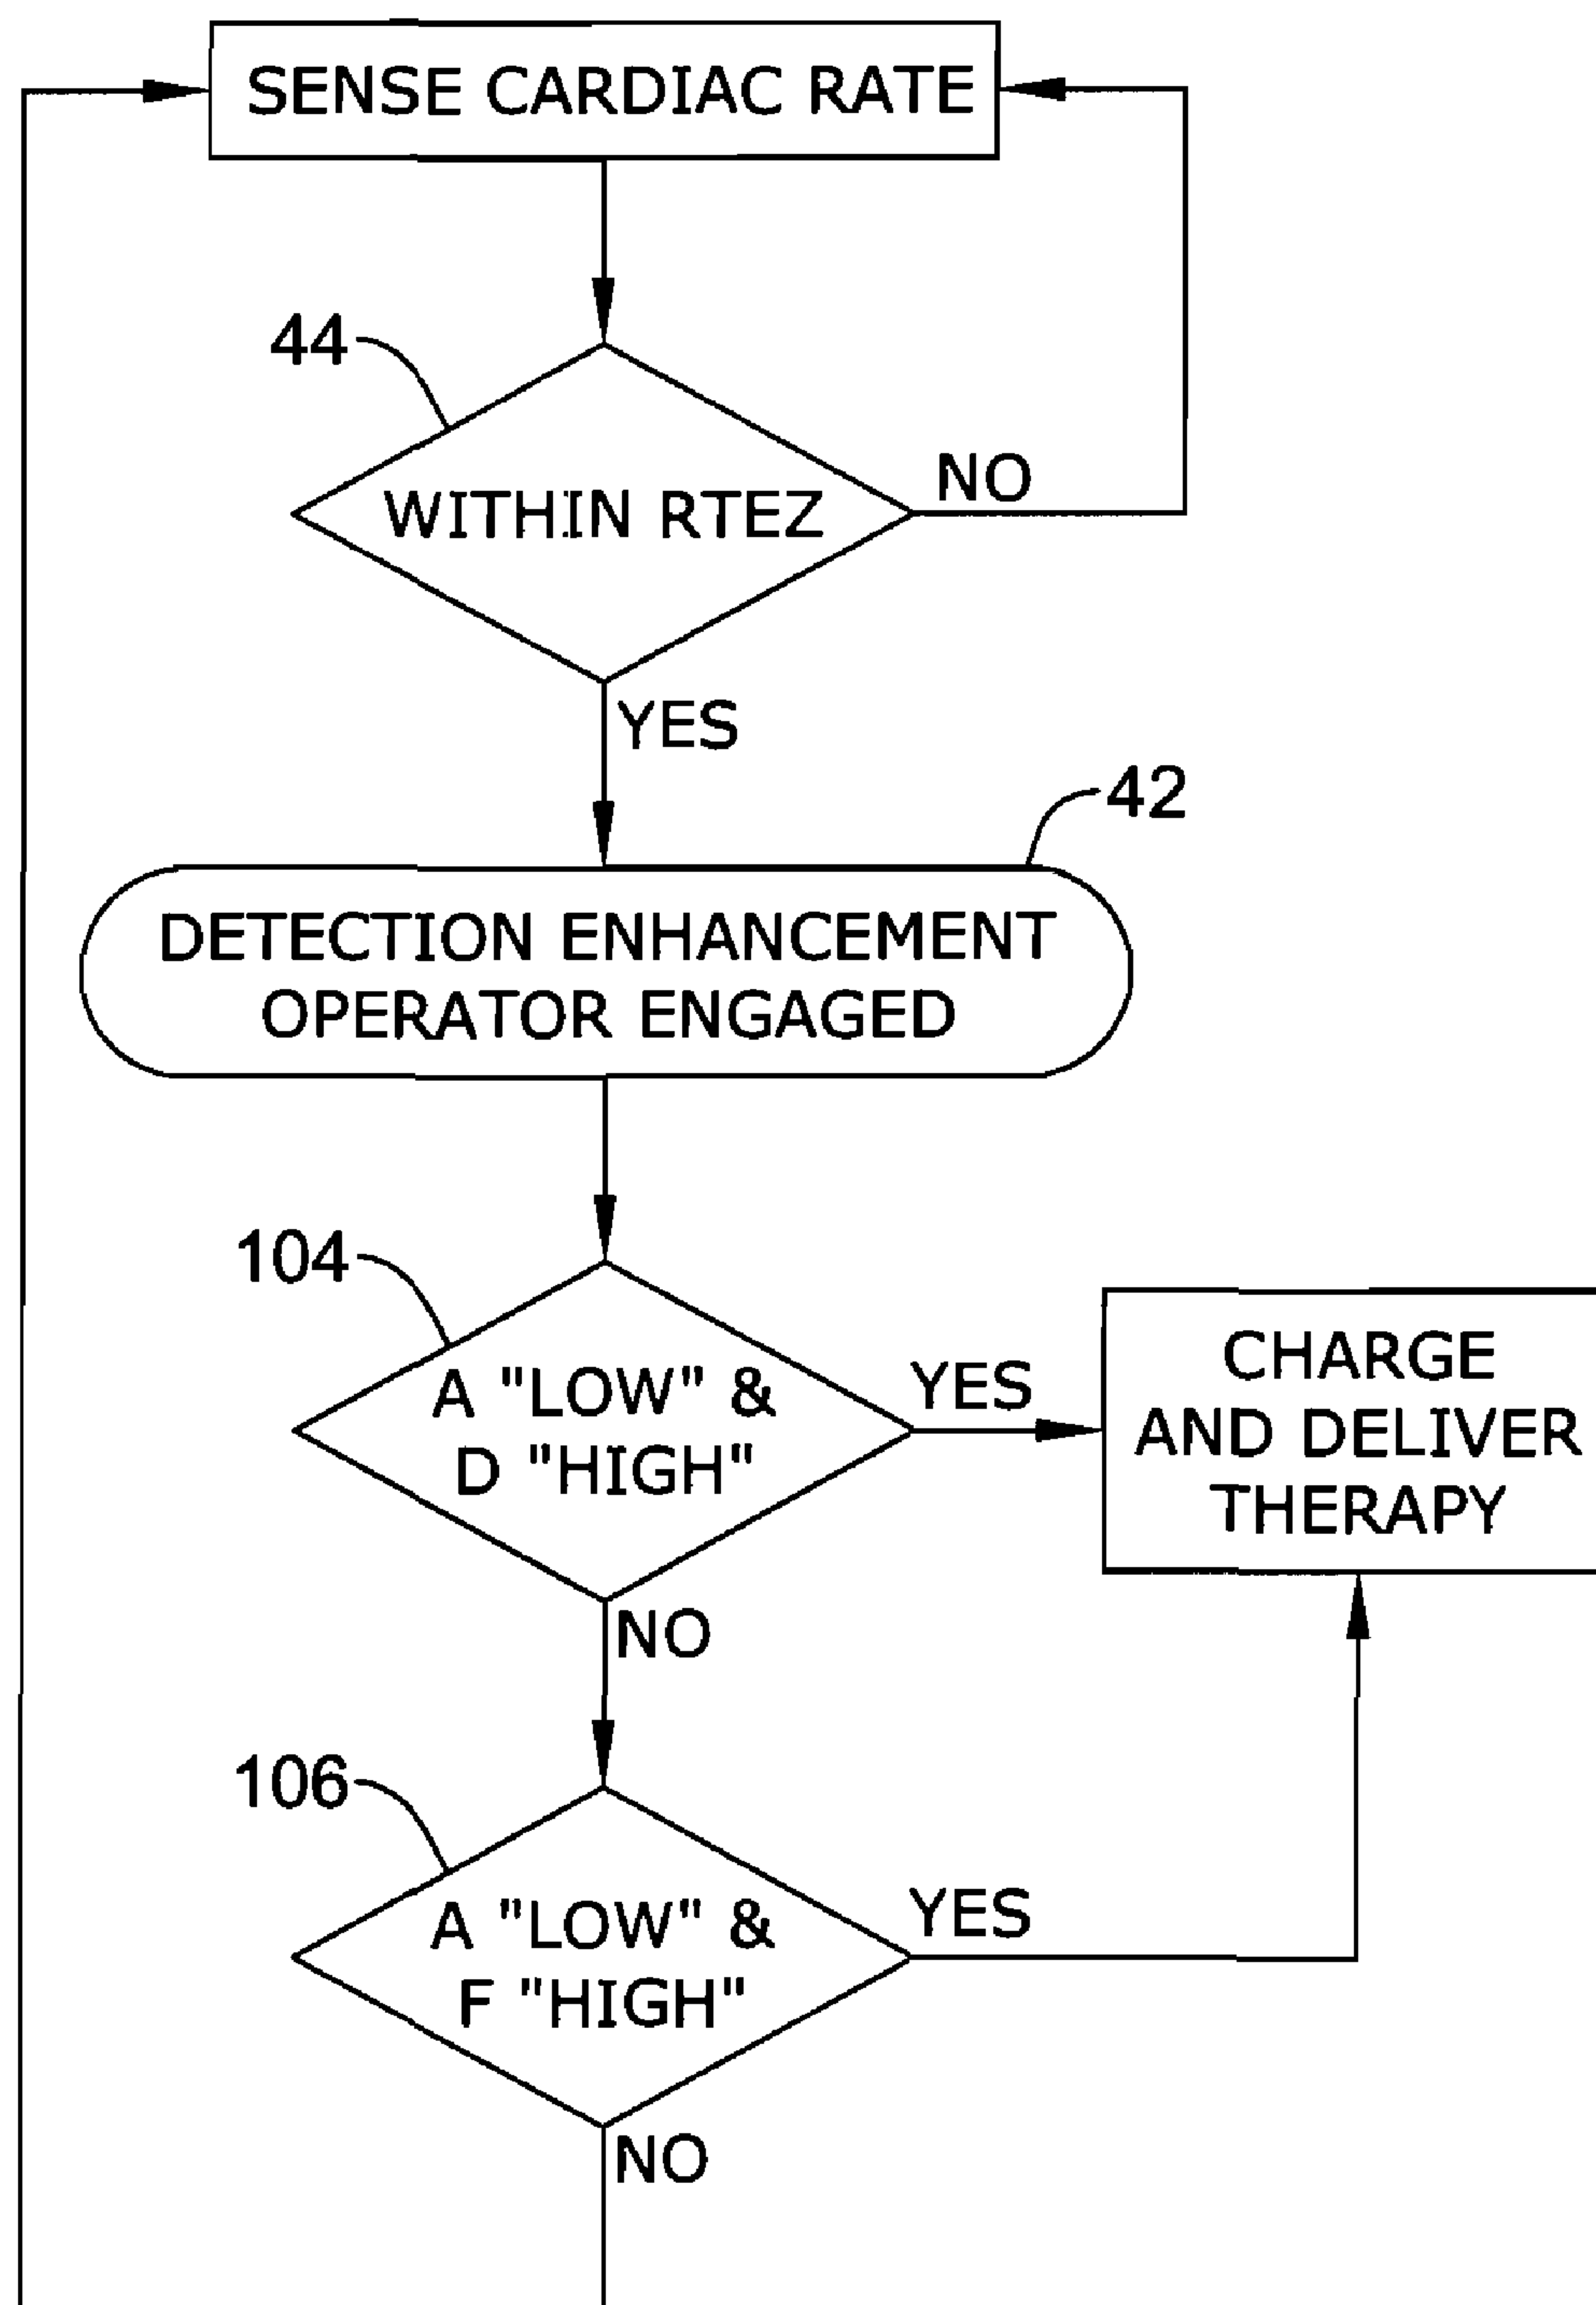 SENSE CARDIAC RATE
44
WITHIN RTEZ
NO
YES
42
DETECTION ENHANCEMENT
OPERATOR ENGAGED
104
A "LOW" &
D "HIGH"
YES
CHARGE
AND DELIVER
THERAPY
NO
106
A "LOW" &
F "HIGH"
YES
NO